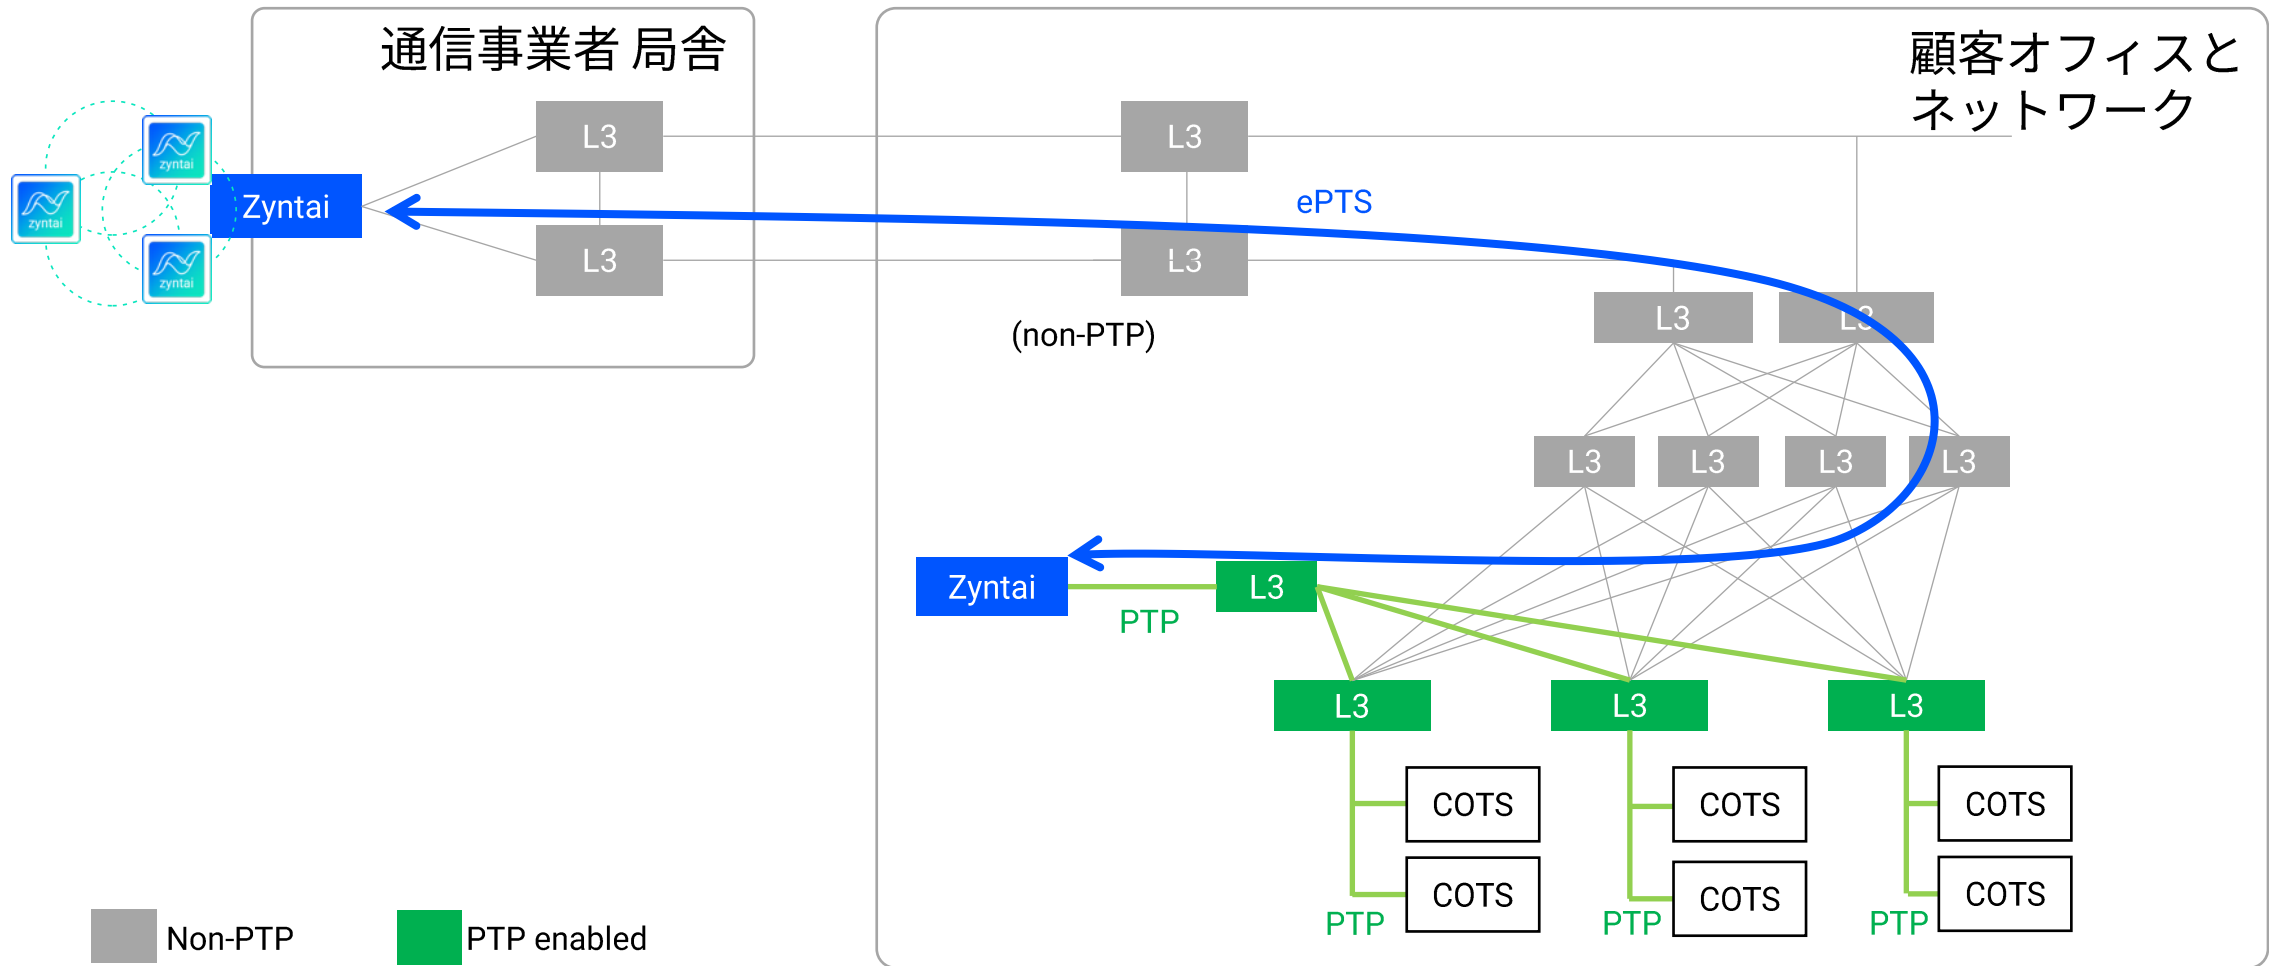 通信事業者 局舎
顧客オフィスと
ネットワーク
zyntai
zyntai
zyntai
Zyntai
L3
L3
L3
L3
ePTS
(non-PTP)
L3
L3
L3
L3
L3
L3
Zyntai
PTP
L3
L3
L3
L3
COTS
COTS
COTS
COTS
COTS
COTS
PTP
PTP
PTP
Non-PTP
PTP enabled